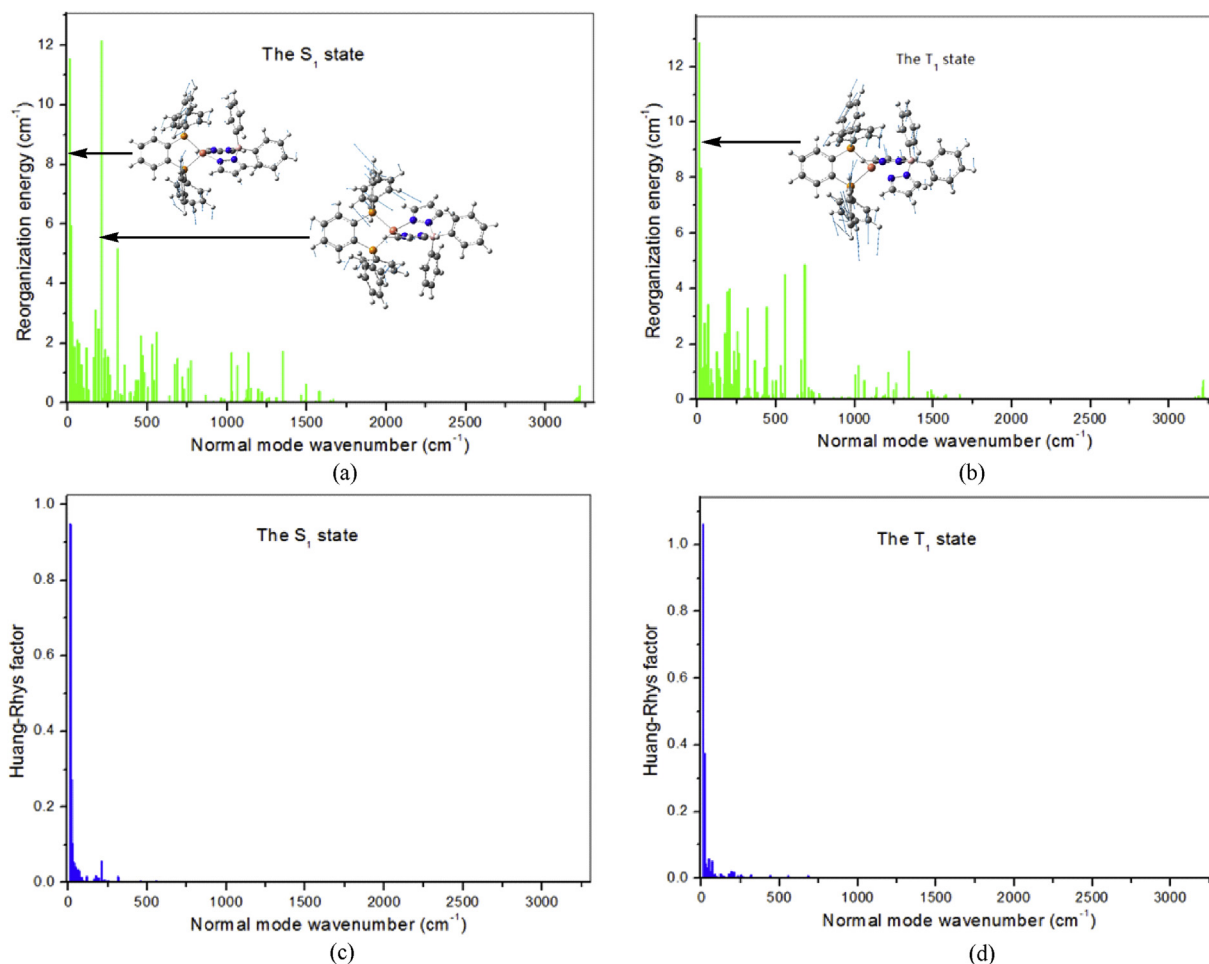 The S1 state
Reorganization energy (cm-1)
12
10
8
6
4
2
0
0 500 1000 1500 2000 2500 3000
Normal mode wavenumber (cm-1)
(a)
The T1 state
Reorganization energy (cm-1)
12
10
8
6
4
2
0
0 500 1000 1500 2000 2500 3000
Normal mode wavenumber (cm-1)
(b)
The S1 state
Huang-Rhys factor
1.0
0.8
0.6
0.4
0.2
0.0
0 500 1000 1500 2000 2500 3000
Normal mode wavenumber (cm-1)
(c)
The T1 state
Huang-Rhys factor
1.0
0.8
0.6
0.4
0.2
0.0
0 500 1000 1500 2000 2500 3000
Normal mode wavenumber (cm-1)
(d)